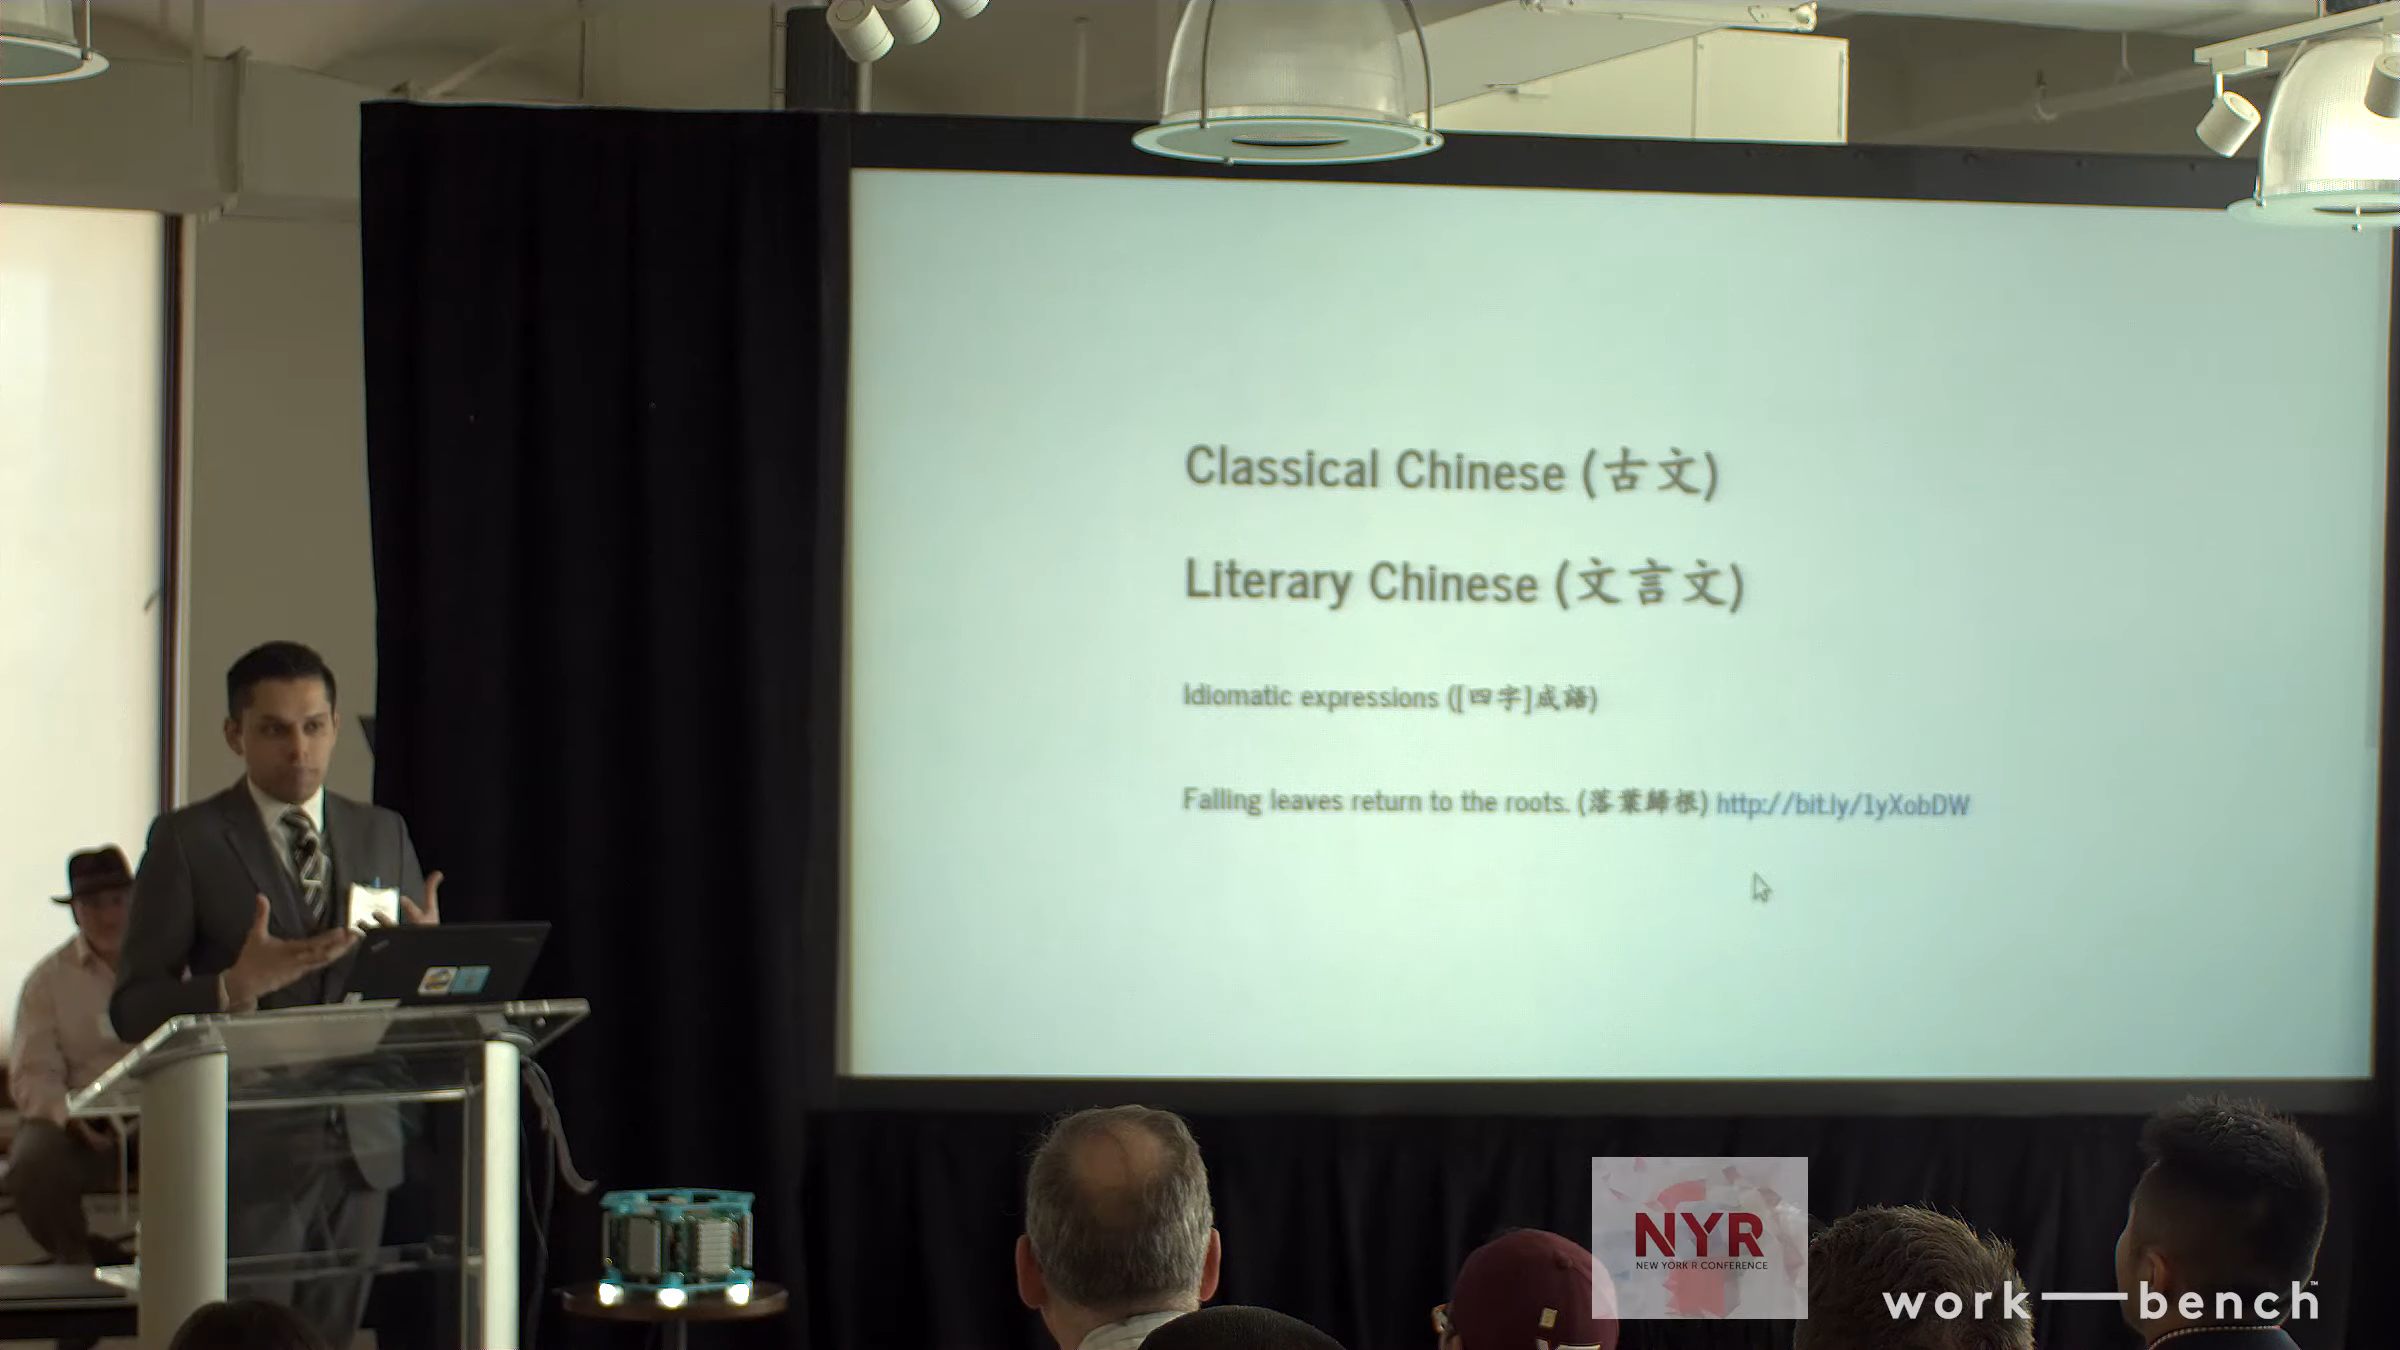 Classical Chinese (古文)
Literary Chinese (文言文)
Idiomatic expressions ([四字]成語)
Falling leaves return to the roots. (落葉歸根) http://bit.ly/1yXobDW
NYR
NEW YORK R CONFERENCE
work—bench™